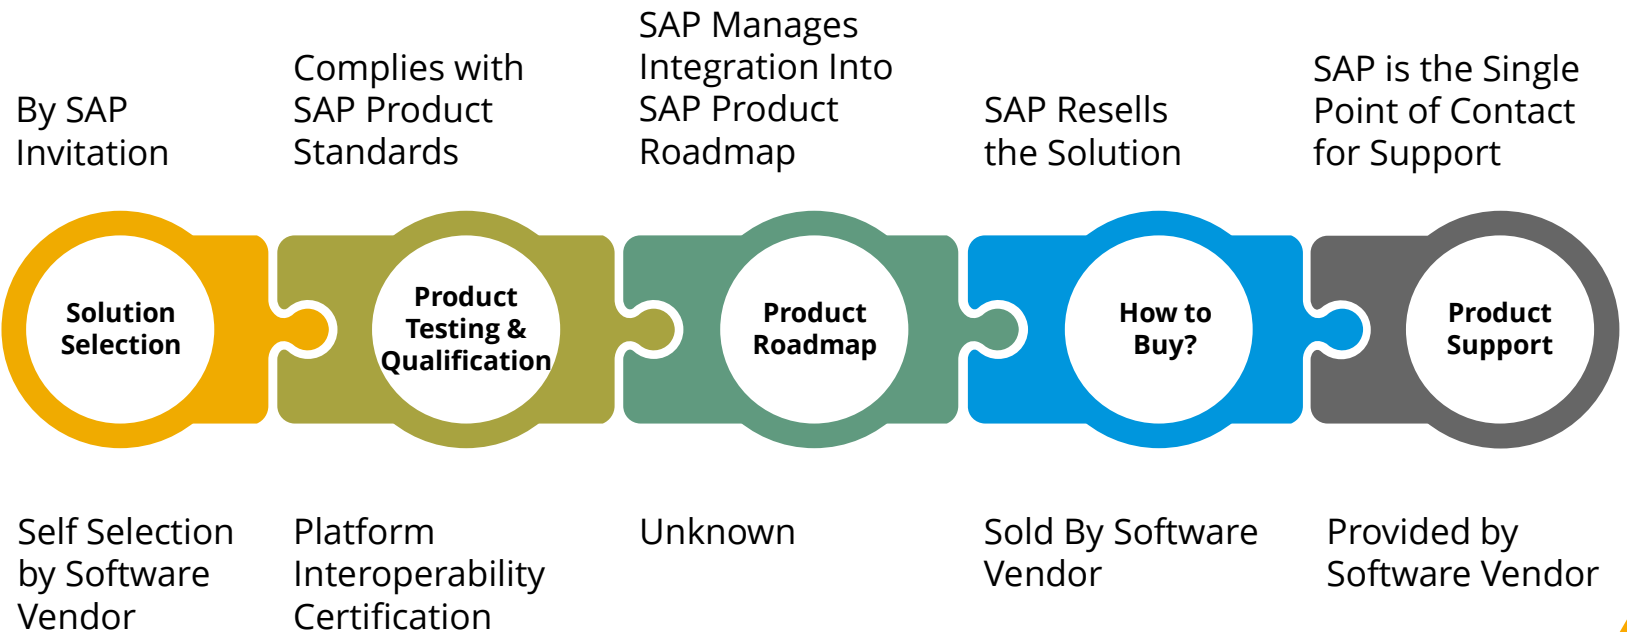 By SAP
Invitation
Complies with
SAP Product
Standards
SAP Manages
Integration Into
SAP Product
Roadmap
SAP Resells
the Solution
SAP is the Single
Point of Contact
for Support
Solution
Selection
Product
Testing &
Qualification
Product
Roadmap
How to
Buy?
Product
Support
Self Selection
by Software
Vendor
Platform
Interoperability
Certification
Unknown
Sold By Software
Vendor
Provided by
Software Vendor